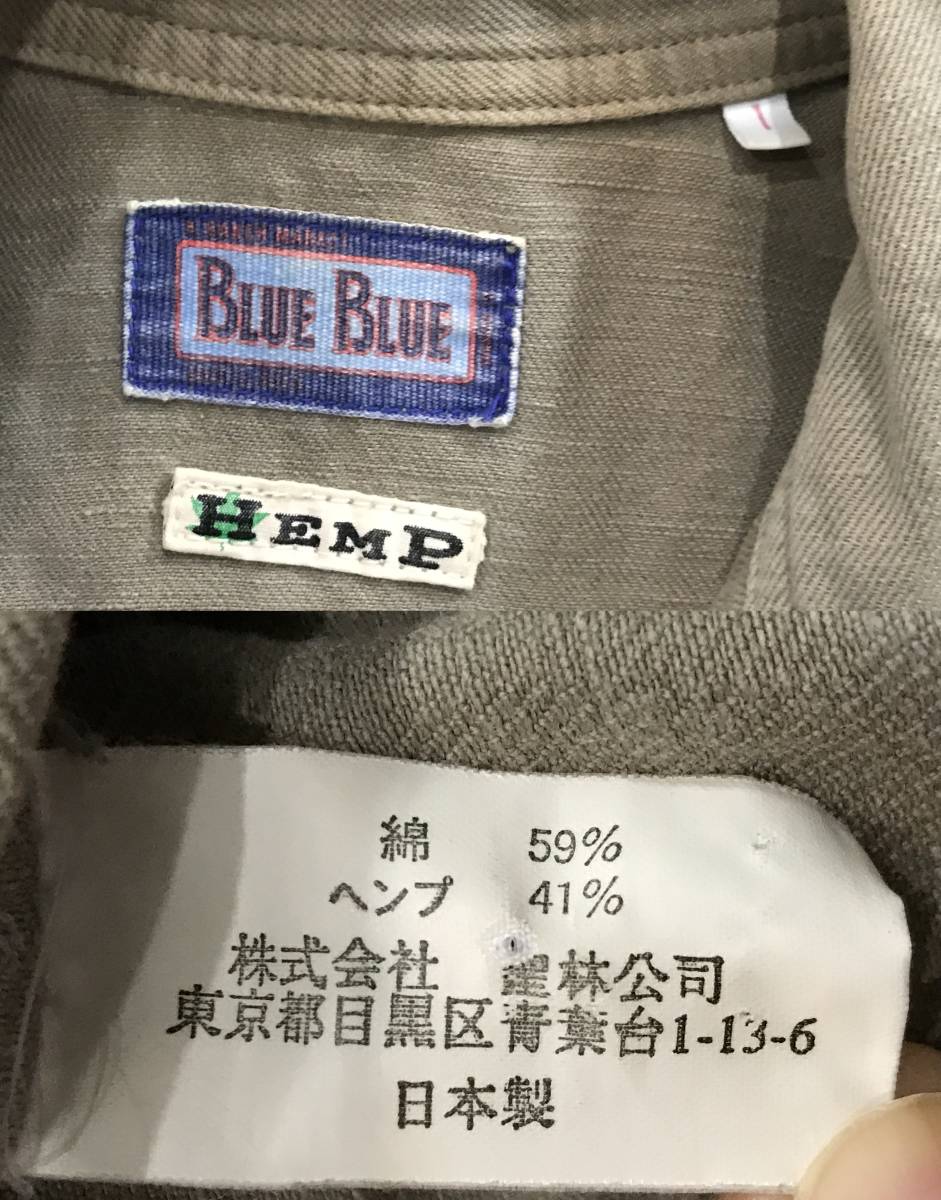 1
BLUE BLUE
HEMP
綿 59%
ヘンプ 41%
株式会社 聖林公司
東京都目黒区青葉台1-13-6
日本製